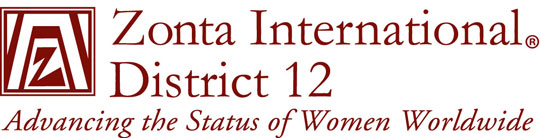 Zonta International®
District 12
Advancing the Status of Women Worldwide